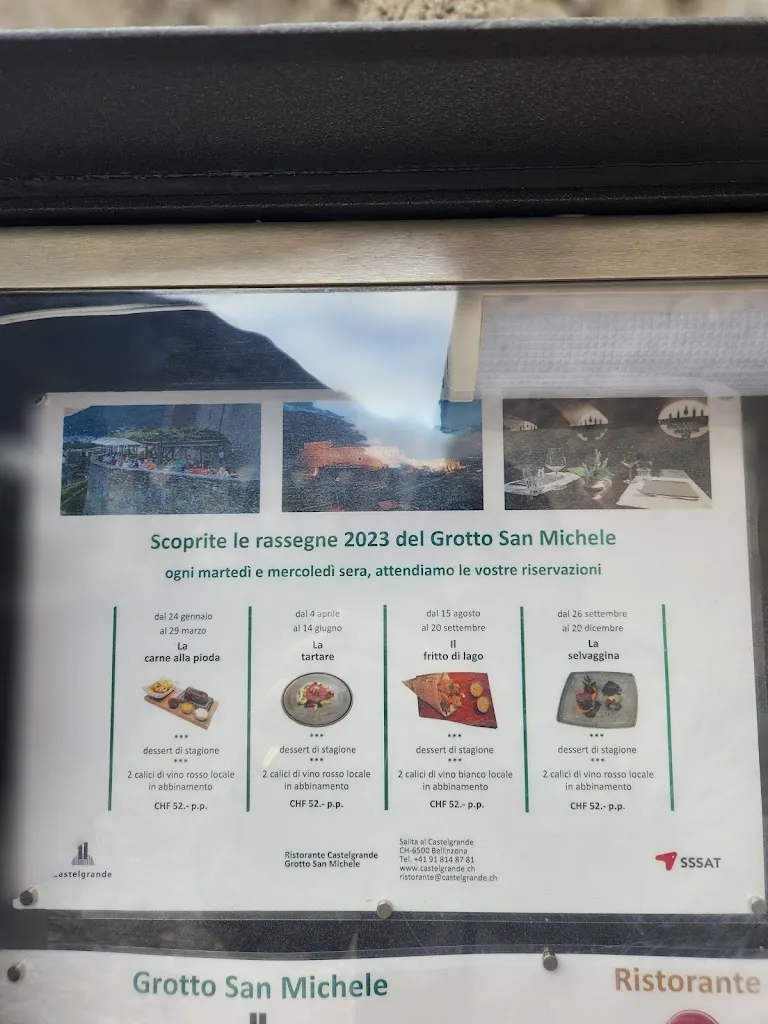 Scoprite le rassegne 2023 del Grotto San Michele
ogni martedì e mercoledì sera, attendiamo le vostre riservazioni
dal 24 gennaio
al 29 marzo
La
carne alla pioda
***
dessert di stagione
***
2 calici di vino rosso locale
in abbinamento
CHF 52.- p.p.
dal 4 aprile
al 14 giugno
La
tartare
***
dessert di stagione
***
2 calici di vino rosso locale
in abbinamento
CHF 52.- p.p.
dal 15 agosto
al 20 settembre
Il
fritto di lago
***
dessert di stagione
***
2 calici di vino bianco locale
in abbinamento
CHF 52.- p.p.
dal 26 settembre
al 20 dicembre
La
selvaggina
***
dessert di stagione
***
2 calici di vino rosso locale
in abbinamento
CHF 52.- p.p.
Castelgrande
Ristorante Castelgrande
Grotto San Michele
Salita al Castelgrande
CH-6500 Bellinzona
Tel. +41 91 814 87 81
www.castelgrande.ch
ristorante@castelgrande.ch
SSSAT
Grotto San Michele
Ristorante